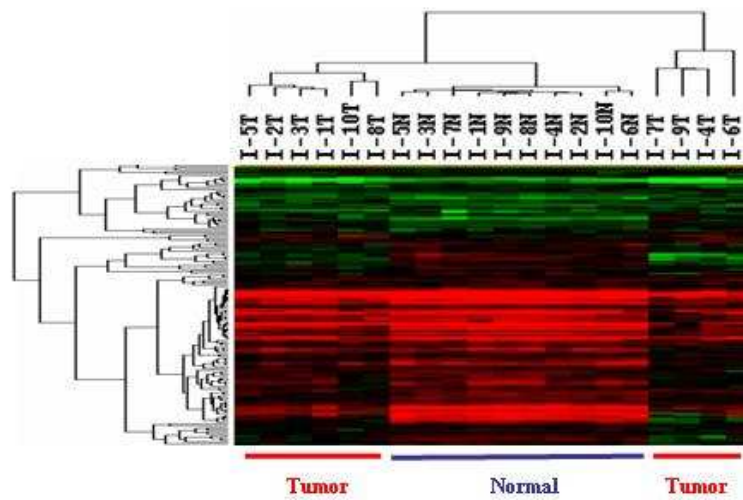 I-5T
I-2T
I-3T
I-1T
I-10T
I-8T
I-5N
I-3N
I-7N
I-1N
I-9N
I-8N
I-4N
I-2N
I-10N
I-6N
I-7T
I-9T
I-4T
I-6T
Tumor Normal Tumor